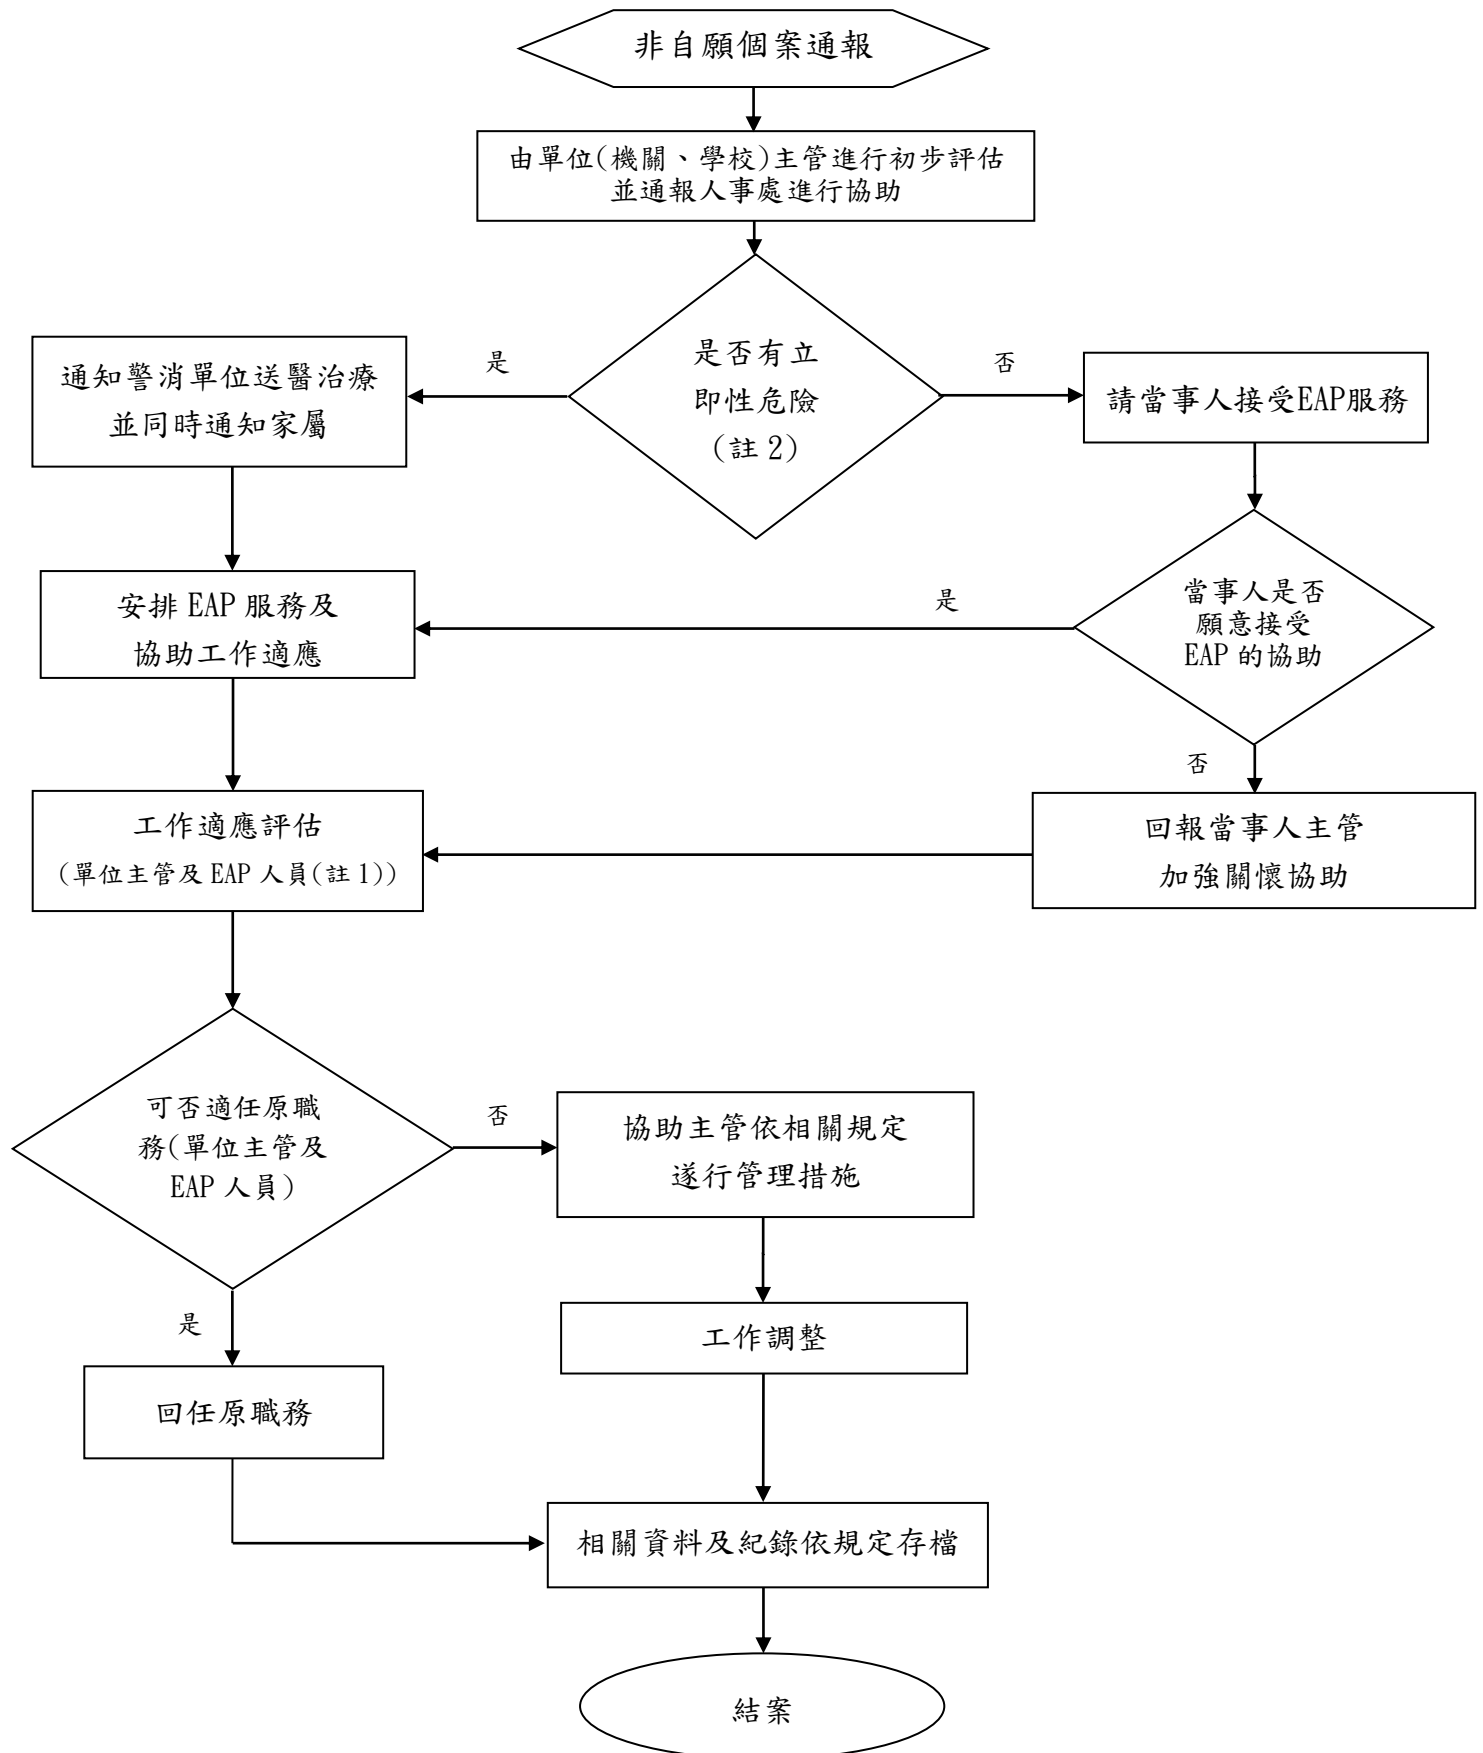 非自願個案通報
由單位(機關、學校)主管進行初步評估
並通報人事處進行協助
是否有立
即性危險
(註 2)
是
否
通知警消單位送醫治療
並同時通知家屬
請當事人接受EAP服務
安排 EAP 服務及
協助工作適應
是
當事人是否
願意接受
EAP 的協助
否
工作適應評估
(單位主管及 EAP 人員(註 1))
回報當事人主管
加強關懷協助
可否適任原職
務(單位主管及
EAP 人員)
否
協助主管依相關規定
遂行管理措施
是
工作調整
回任原職務
相關資料及紀錄依規定存檔
結案